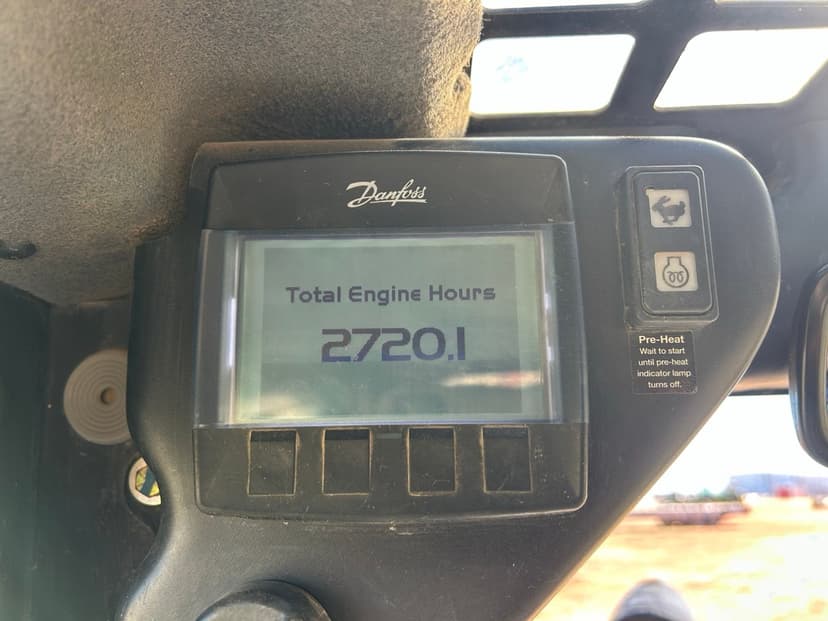 Danfoss
Total Engine Hours
2720.1
Pre-Heat
Wait to start
until pre-heat
indicator lamp
turns off.